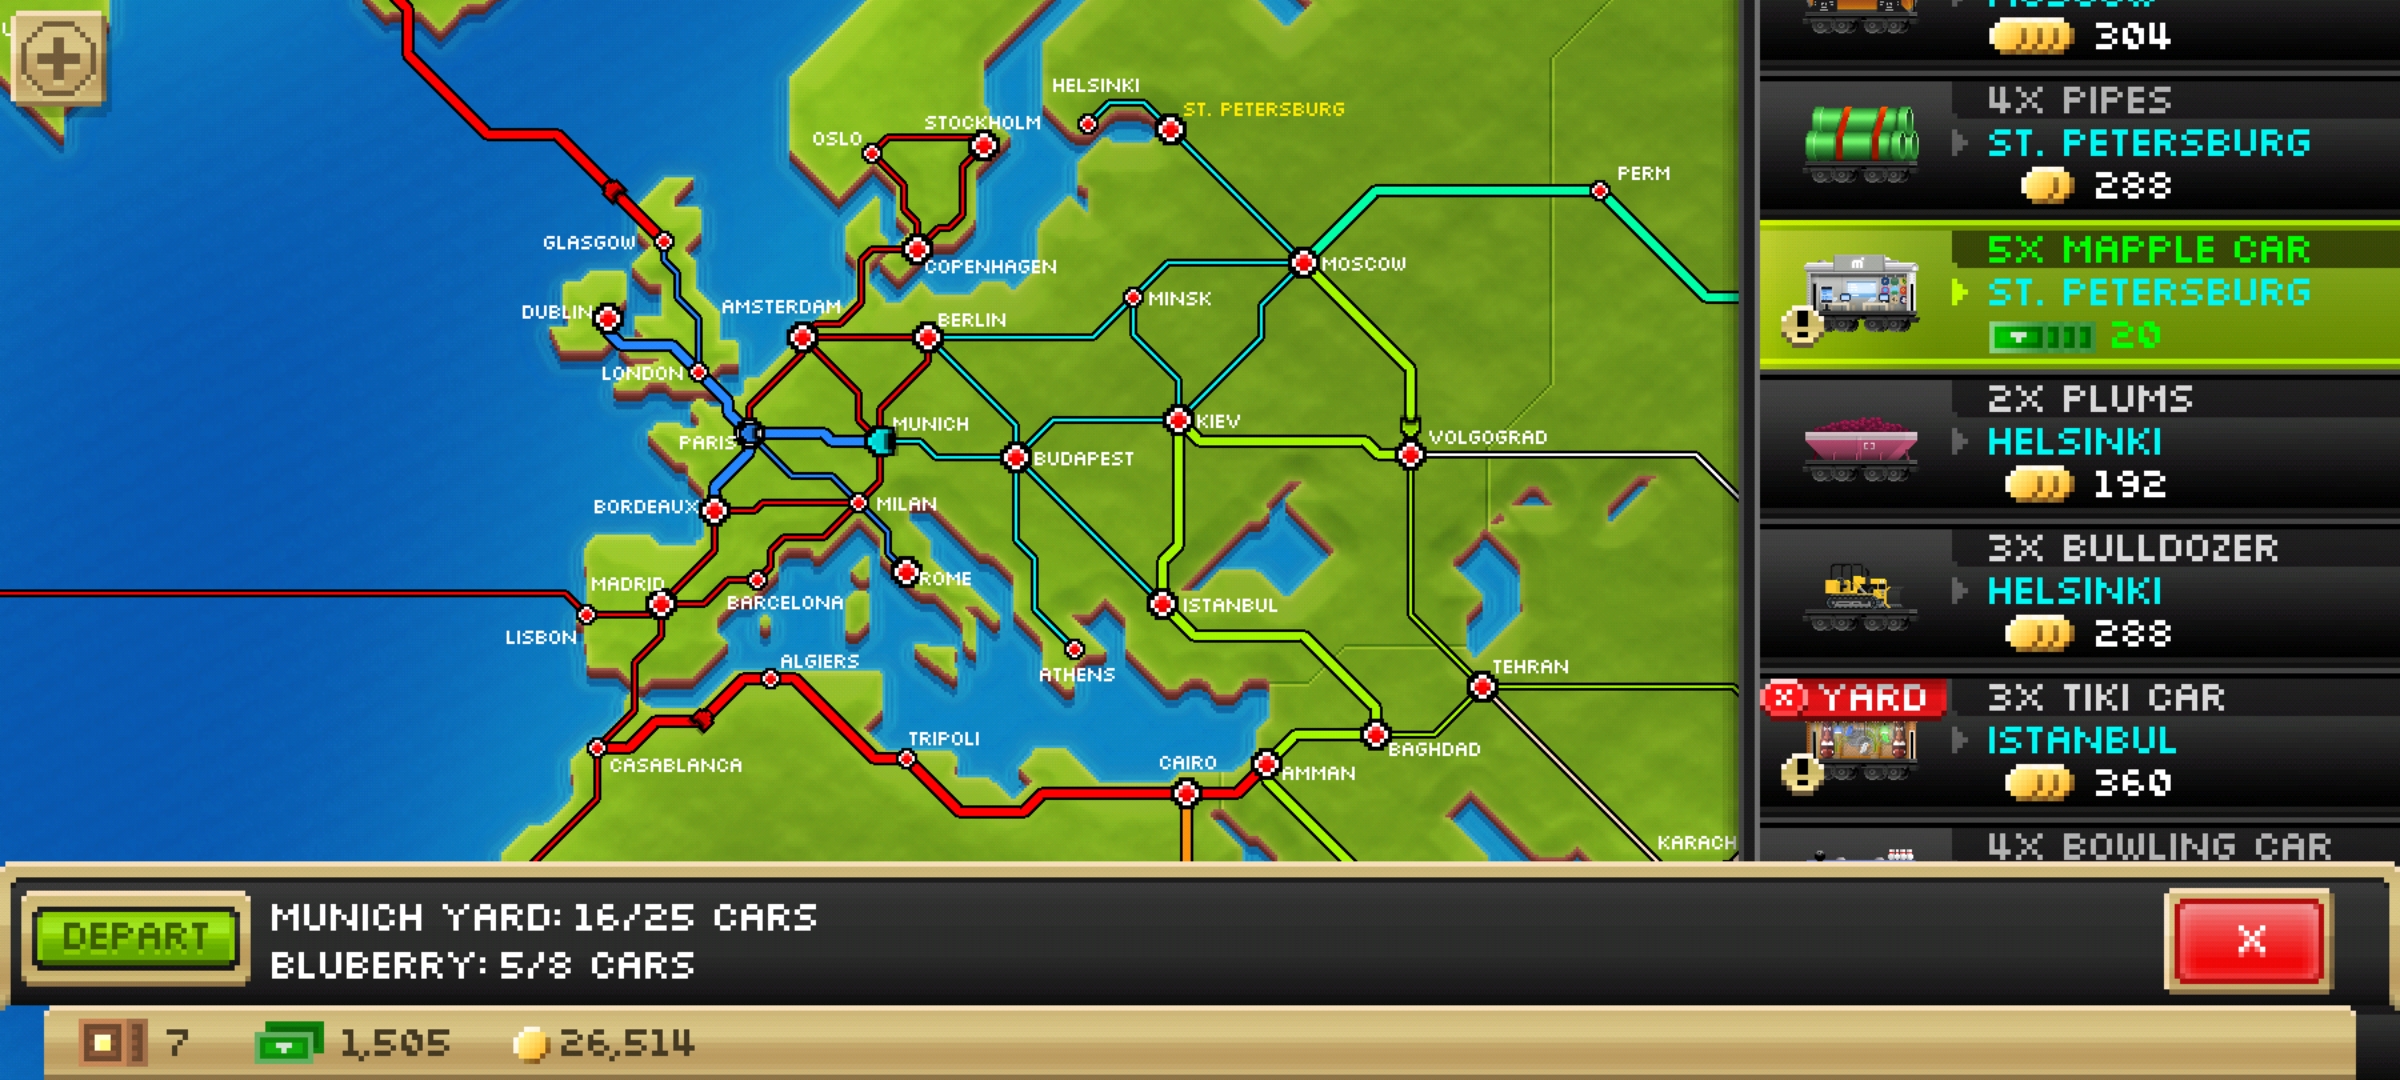 HELSINKI
ST. PETERSBURG
STOCKHOLM
OSLO
PERM
GLASGOW
COPENHAGEN
MOSCOW
MINSK
DUBLIN
AMSTERDAM
BERLIN
LONDON
PARIS
MUNICH
KIEV
VOLGOGRAD
BUDAPEST
BORDEAUX
MILAN
MADRID
ROME
BARCELONA
ISTANBUL
LISBON
ATHENS
ALGIERS
TEHRAN
CASABLANCA
TRIPOLI
CAIRO
AMMAN
BAGHDAD
KARACH
MOSCOW
304
4X PIPES
ST. PETERSBURG
288
5X MAPPLE CAR
ST. PETERSBURG
20
2X PLUMS
HELSINKI
192
3X BULLDOZER
HELSINKI
288
YARD
3X TIKI CAR
ISTANBUL
360
4X BOWLING CAR
DEPART
MUNICH YARD: 16/25 CARS
BLUBERRY: 5/8 CARS
X
7
1,505
26,514